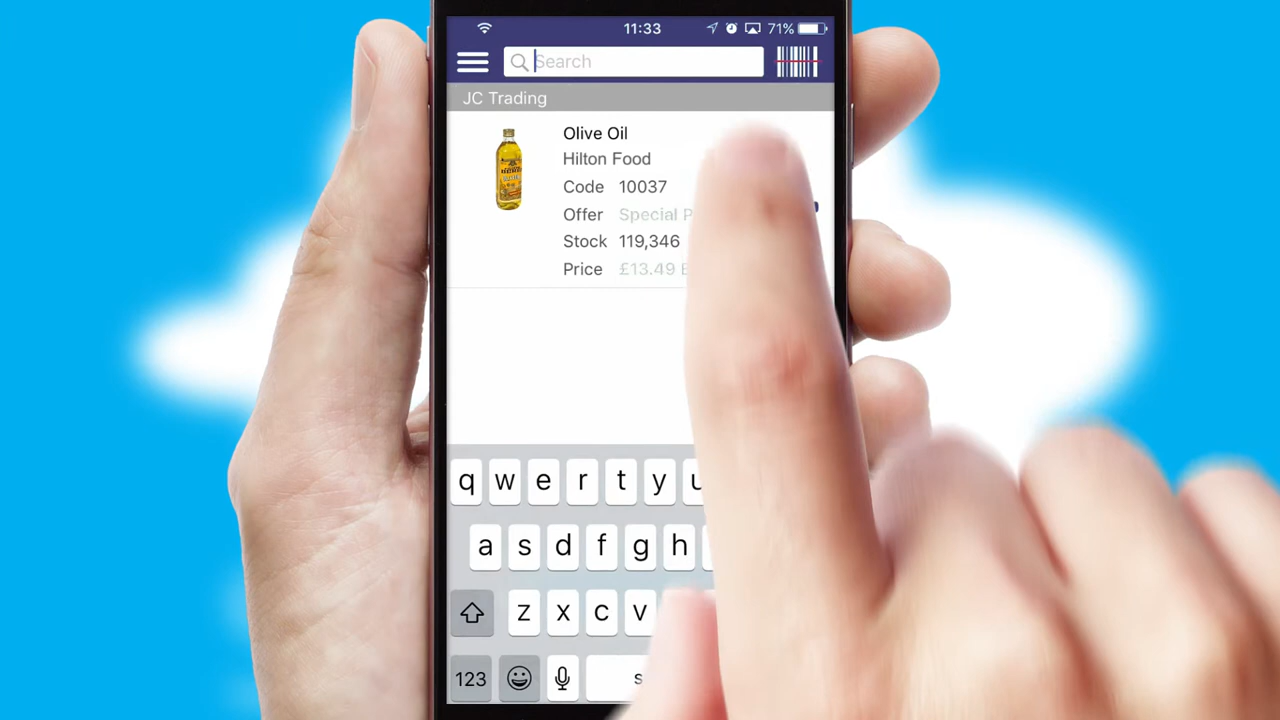 11:33
71%
Search
JC Trading
Olive Oil
Hilton Food
Code 10037
Offer Special
Stock 119,346
Price £13.49
q w e r t y u
a s d f g h
z x c v
123